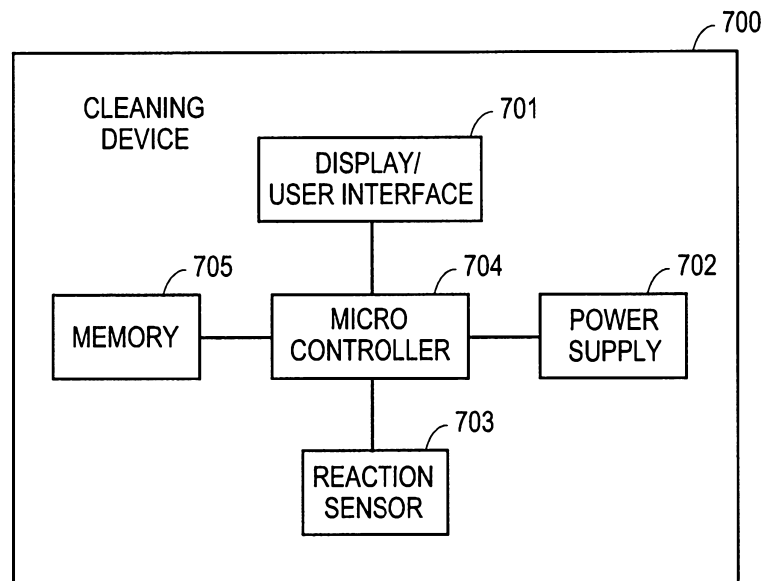 700
CLEANING
DEVICE
701
DISPLAY/
USER INTERFACE
705
704
702
MEMORY
MICRO
CONTROLLER
POWER
SUPPLY
703
REACTION
SENSOR